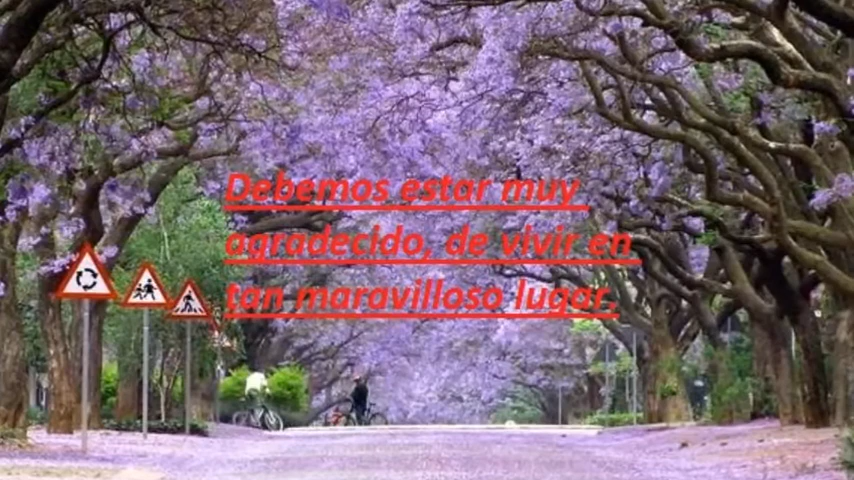 Debemos estar muy
agradecido, de vivir en
tan maravilloso lugar.